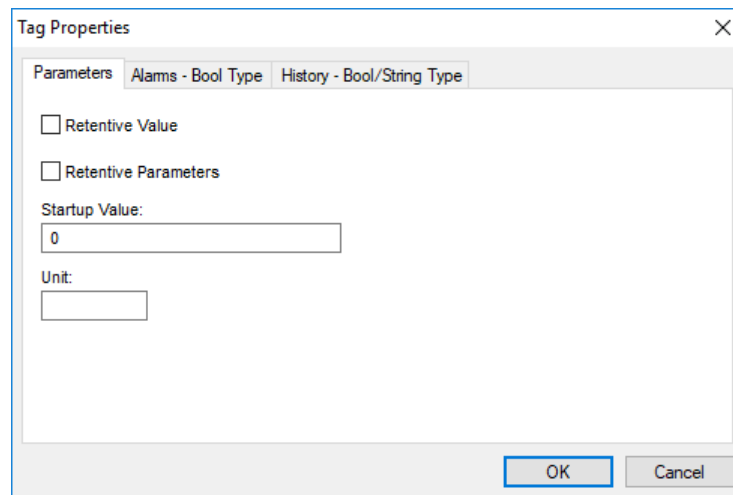 Tag Properties
Parameters Alarms - Bool Type History - Bool/String Type
Retentive Value
Retentive Parameters
Startup Value:
0
Unit:
OK Cancel